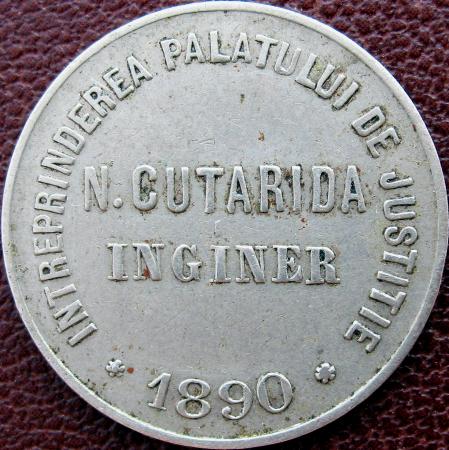 INTREPRINDEREA PALATULUI DE JUSTITIE
N. CUTARIDA
INGINER
* 1890 *